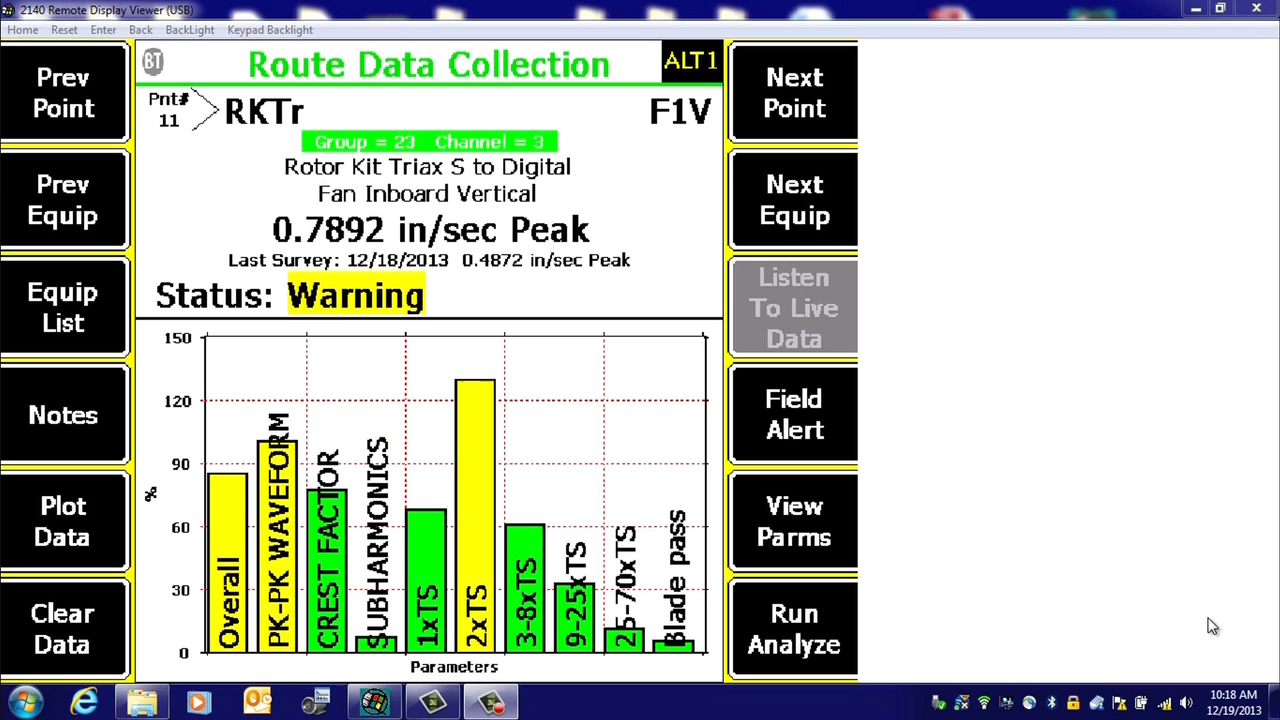 2140 Remote Display Viewer (USB)
Home Reset Enter Back BackLight Keypad Backlight
Prev
Point
Prev
Equip
Equip
List
Notes
Plot
Data
Clear
Data
BT
Route Data Collection
ALT1
Pnt#
11
RKTr
F1V
Group = 23 Channel = 3
Rotor Kit Triax S to Digital
Fan Inboard Vertical
0.7892 in/sec Peak
Last Survey: 12/18/2013 0.4872 in/sec Peak
Status: Warning
150
120
90
60
30
0
%
Overall
PK-PK WAVEFORM
CREST FACTOR
SUBHARMONICS
1xTS
2xTS
3-8xTS
9-25xTS
25-70xTS
Blade pass
Parameters
Next
Point
Next
Equip
Listen
To Live
Data
Field
Alert
View
Parms
Run
Analyze
10:18 AM
12/19/2013